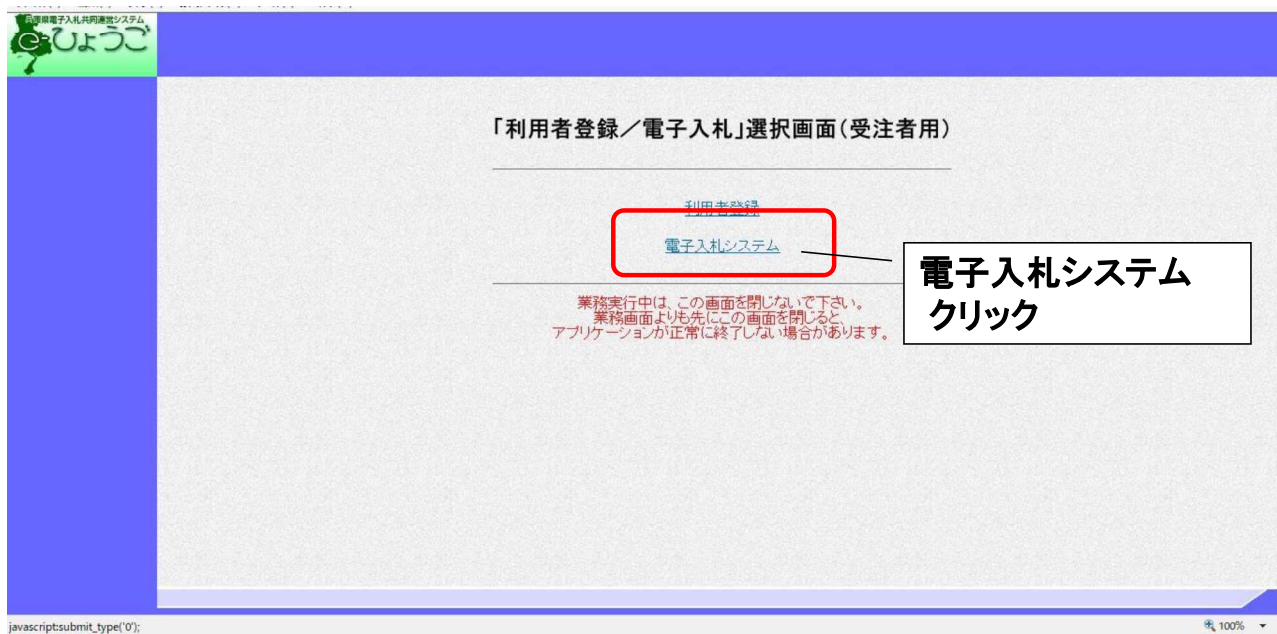 兵庫県電子入札共同運営システム
ひょうご
「利用者登録／電子入札」選択画面(受注者用)
利用者登録
電子入札システム
電子入札システム
クリック
業務実行中は、この画面を閉じないで下さい。
業務画面よりも先にこの画面を閉じると、
アプリケーションが正常に終了しない場合があります。
javascript:submit_type('0');
100%